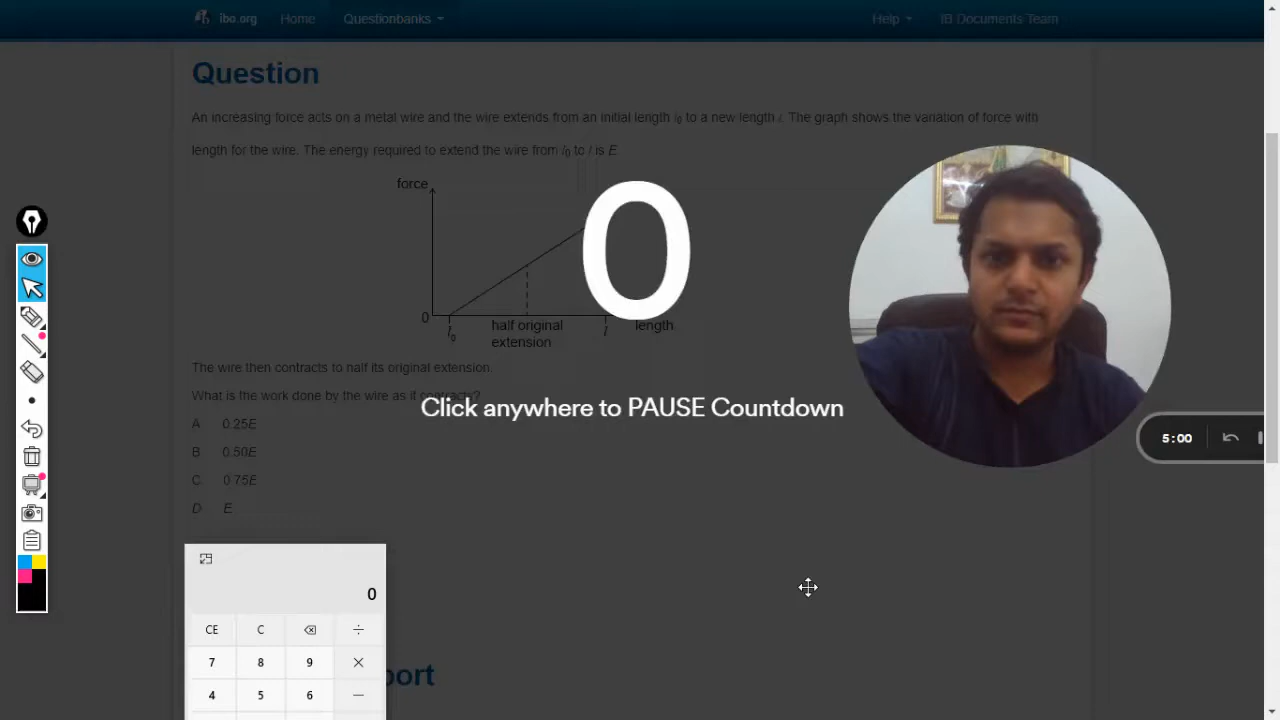 ibo.org Home Questionbanks Help IB Documents Team
Question
An increasing force acts on a metal wire and the wire extends from an initial length l0 to a new length l. The graph shows the variation of force with
length for the wire. The energy required to extend the wire from l0 to l is E.
force
0
0
l0
half original
extension
l
length
The wire then contracts to half its original extension.
What is the work done by the wire as if contracts?
Click anywhere to PAUSE Countdown
A 0.25E
B 0.50E
C. 0.75E
D E
5:00
0
CE C ÷
7 8 9 ×
4 5 6 −
port